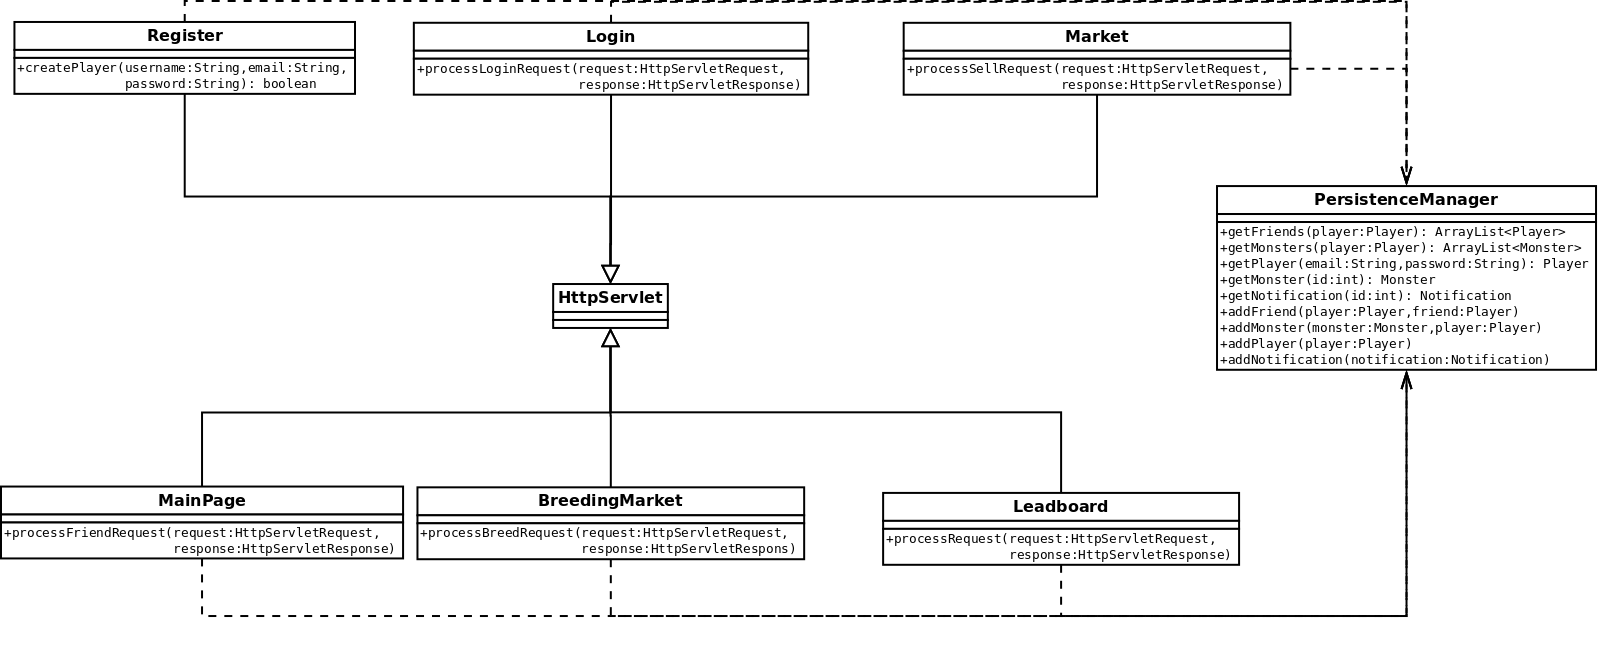 Register
+createPlayer(username:String,email:String,
password:String): boolean
Login
+processLoginRequest(request:HttpServletRequest,
response:HttpServletResponse)
Market
+processSellRequest(request:HttpServletRequest,
response:HttpServletResponse)
PersistenceManager
+getFriends(player:Player): ArrayList<Player>
+getMonsters(player:Player): ArrayList<Monster>
+getPlayer(email:String,password:String): Player
+getMonster(id:int): Monster
+getNotification(id:int): Notification
+addFriend(player:Player,friend:Player)
+addMonster(monster:Monster,player:Player)
+addPlayer(player:Player)
+addNotification(notification:Notification)
HttpServlet
MainPage
+processFriendRequest(request:HttpServletRequest,
response:HttpServletResponse)
BreedingMarket
+processBreedRequest(request:HttpServletRequest,
response:HttpServletRespons)
Leadboard
+processRequest(request:HttpServletRequest,
response:HttpServletResponse)